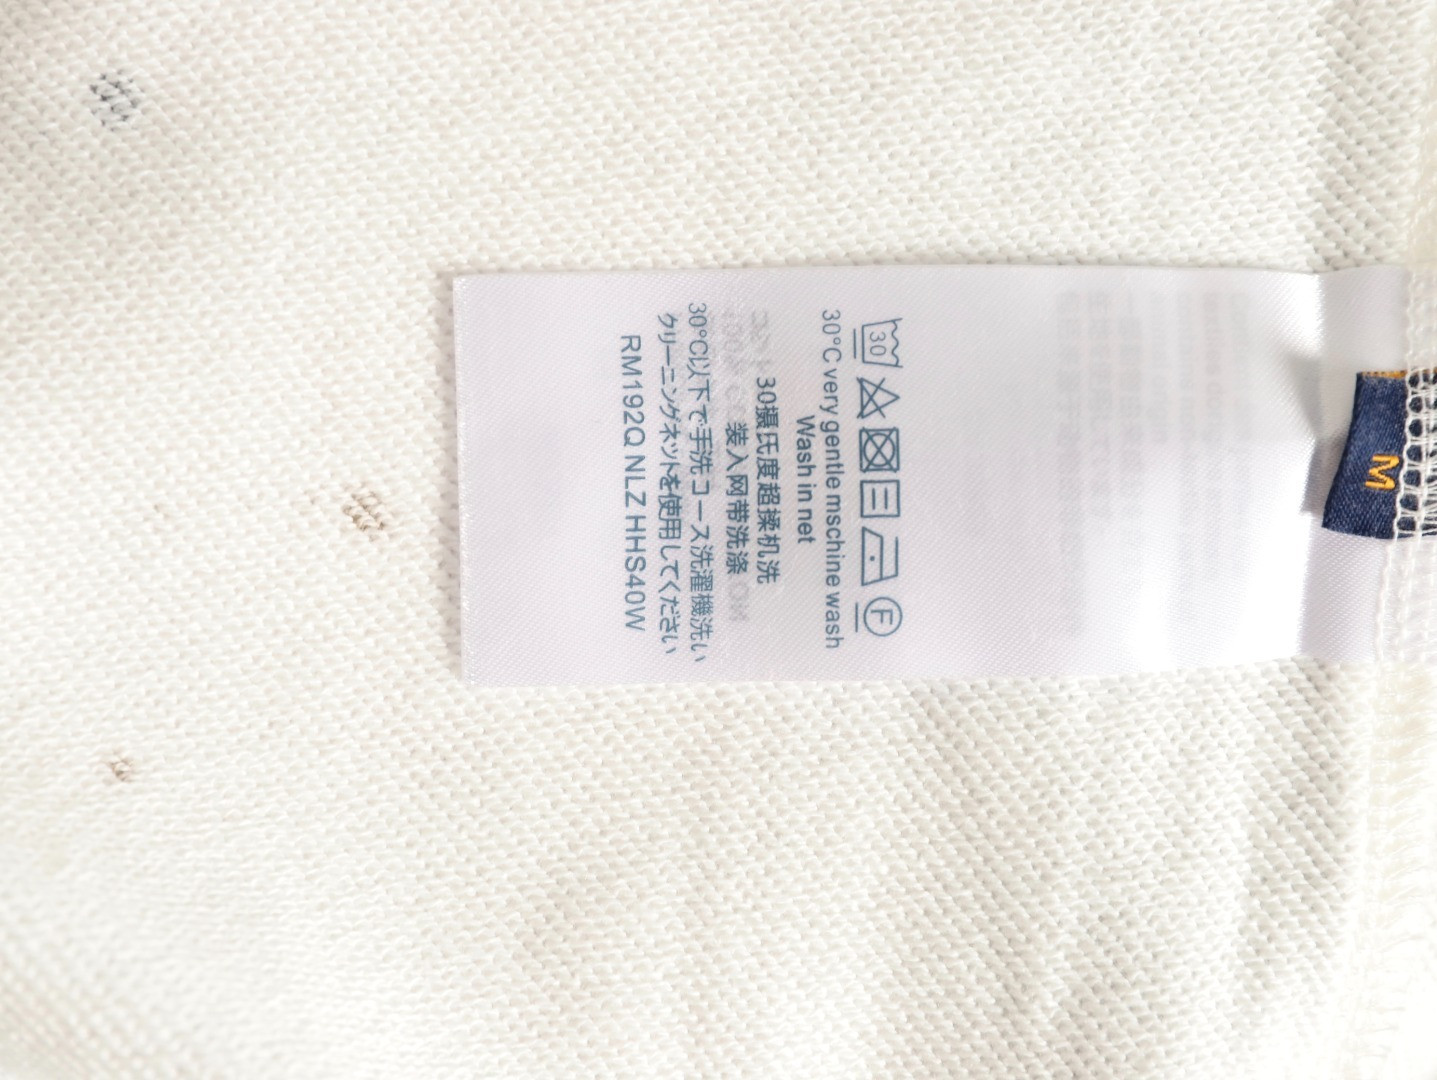 30
F
30°C very gentle mschine wash
Wash in net
30摄氏度超揉机洗
装入网带洗涤
30°C以下で手洗コース洗濯機洗い
クリーニングネットを使用してください
RM192Q NLZ HHS40W
M